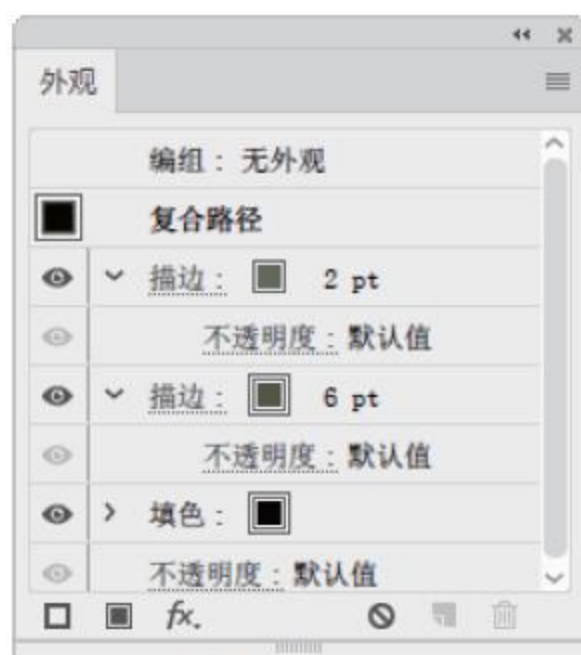 外观
编组：无外观
复合路径
描边： 2 pt
不透明度：默认值
描边： 6 pt
不透明度：默认值
填色：
不透明度：默认值
fx.